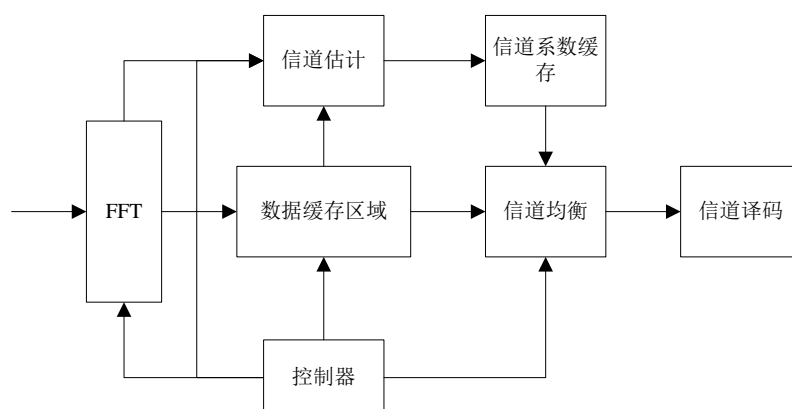 信道估计
信道系数缓
存
FFT
数据缓存区域
信道均衡
信道译码
控制器